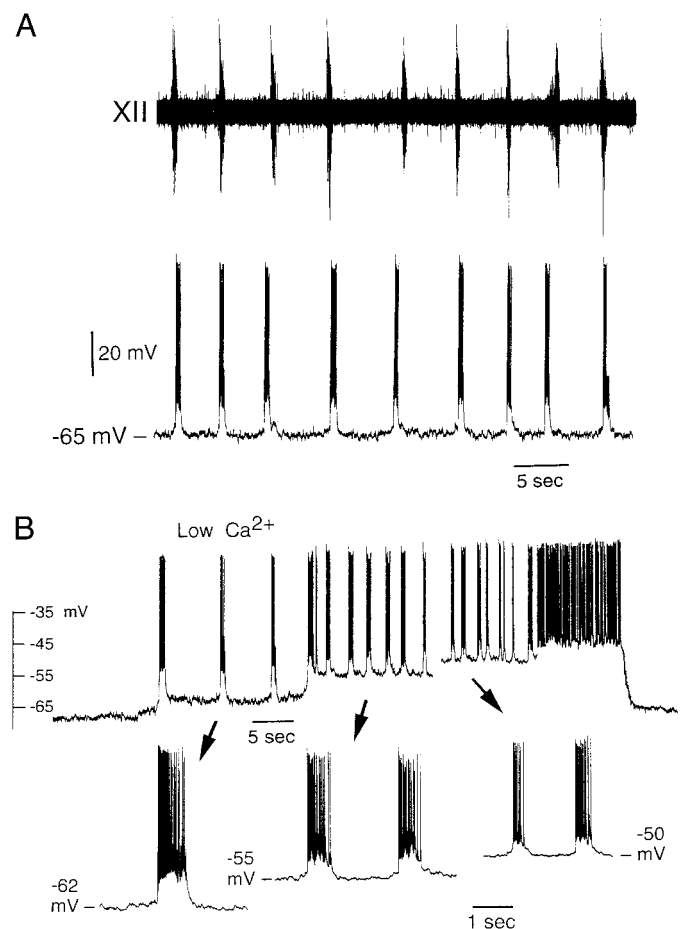 A
XII
20 mV
-65 mV –
5 sec
B
Low Ca2+
-35 mV
-45
-55
-65
5 sec
-62
mV –
-55
mV –
-50
– mV
1 sec